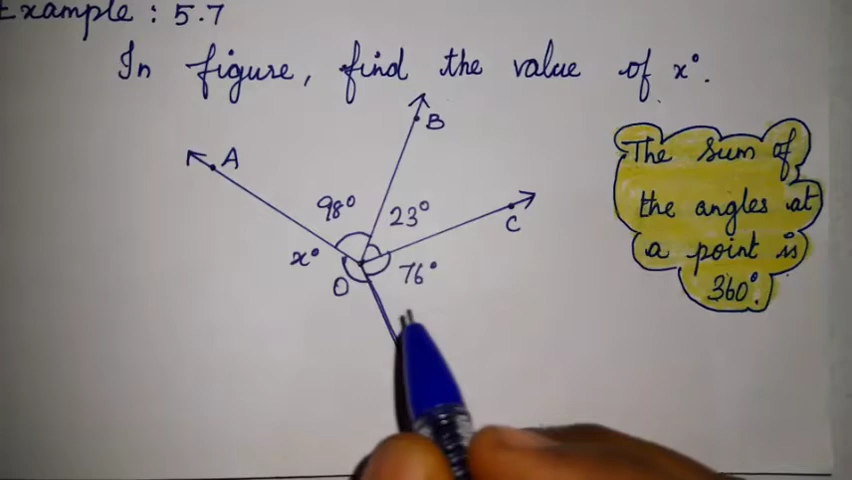 Example : 5.7
In figure, find the value of x°.
B
A
The sum of
98°
23°
the angles at
C
x°
76°
a point is
O
360°.